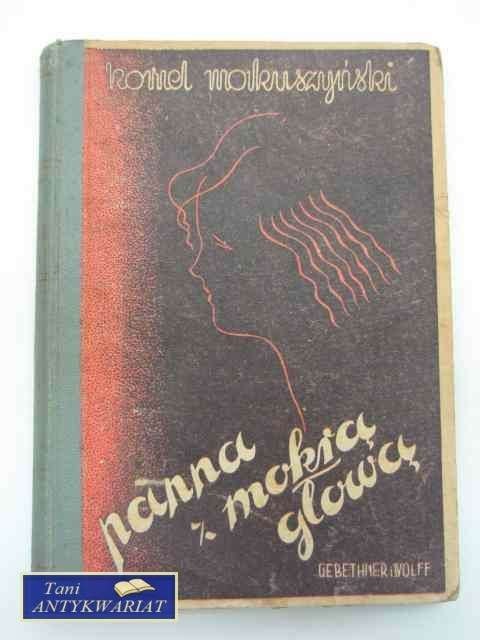 kornel makuszyński
panna
z mokrą
głową
GEBETHNER i WOLFF
Tani
ANTYKWARIAT